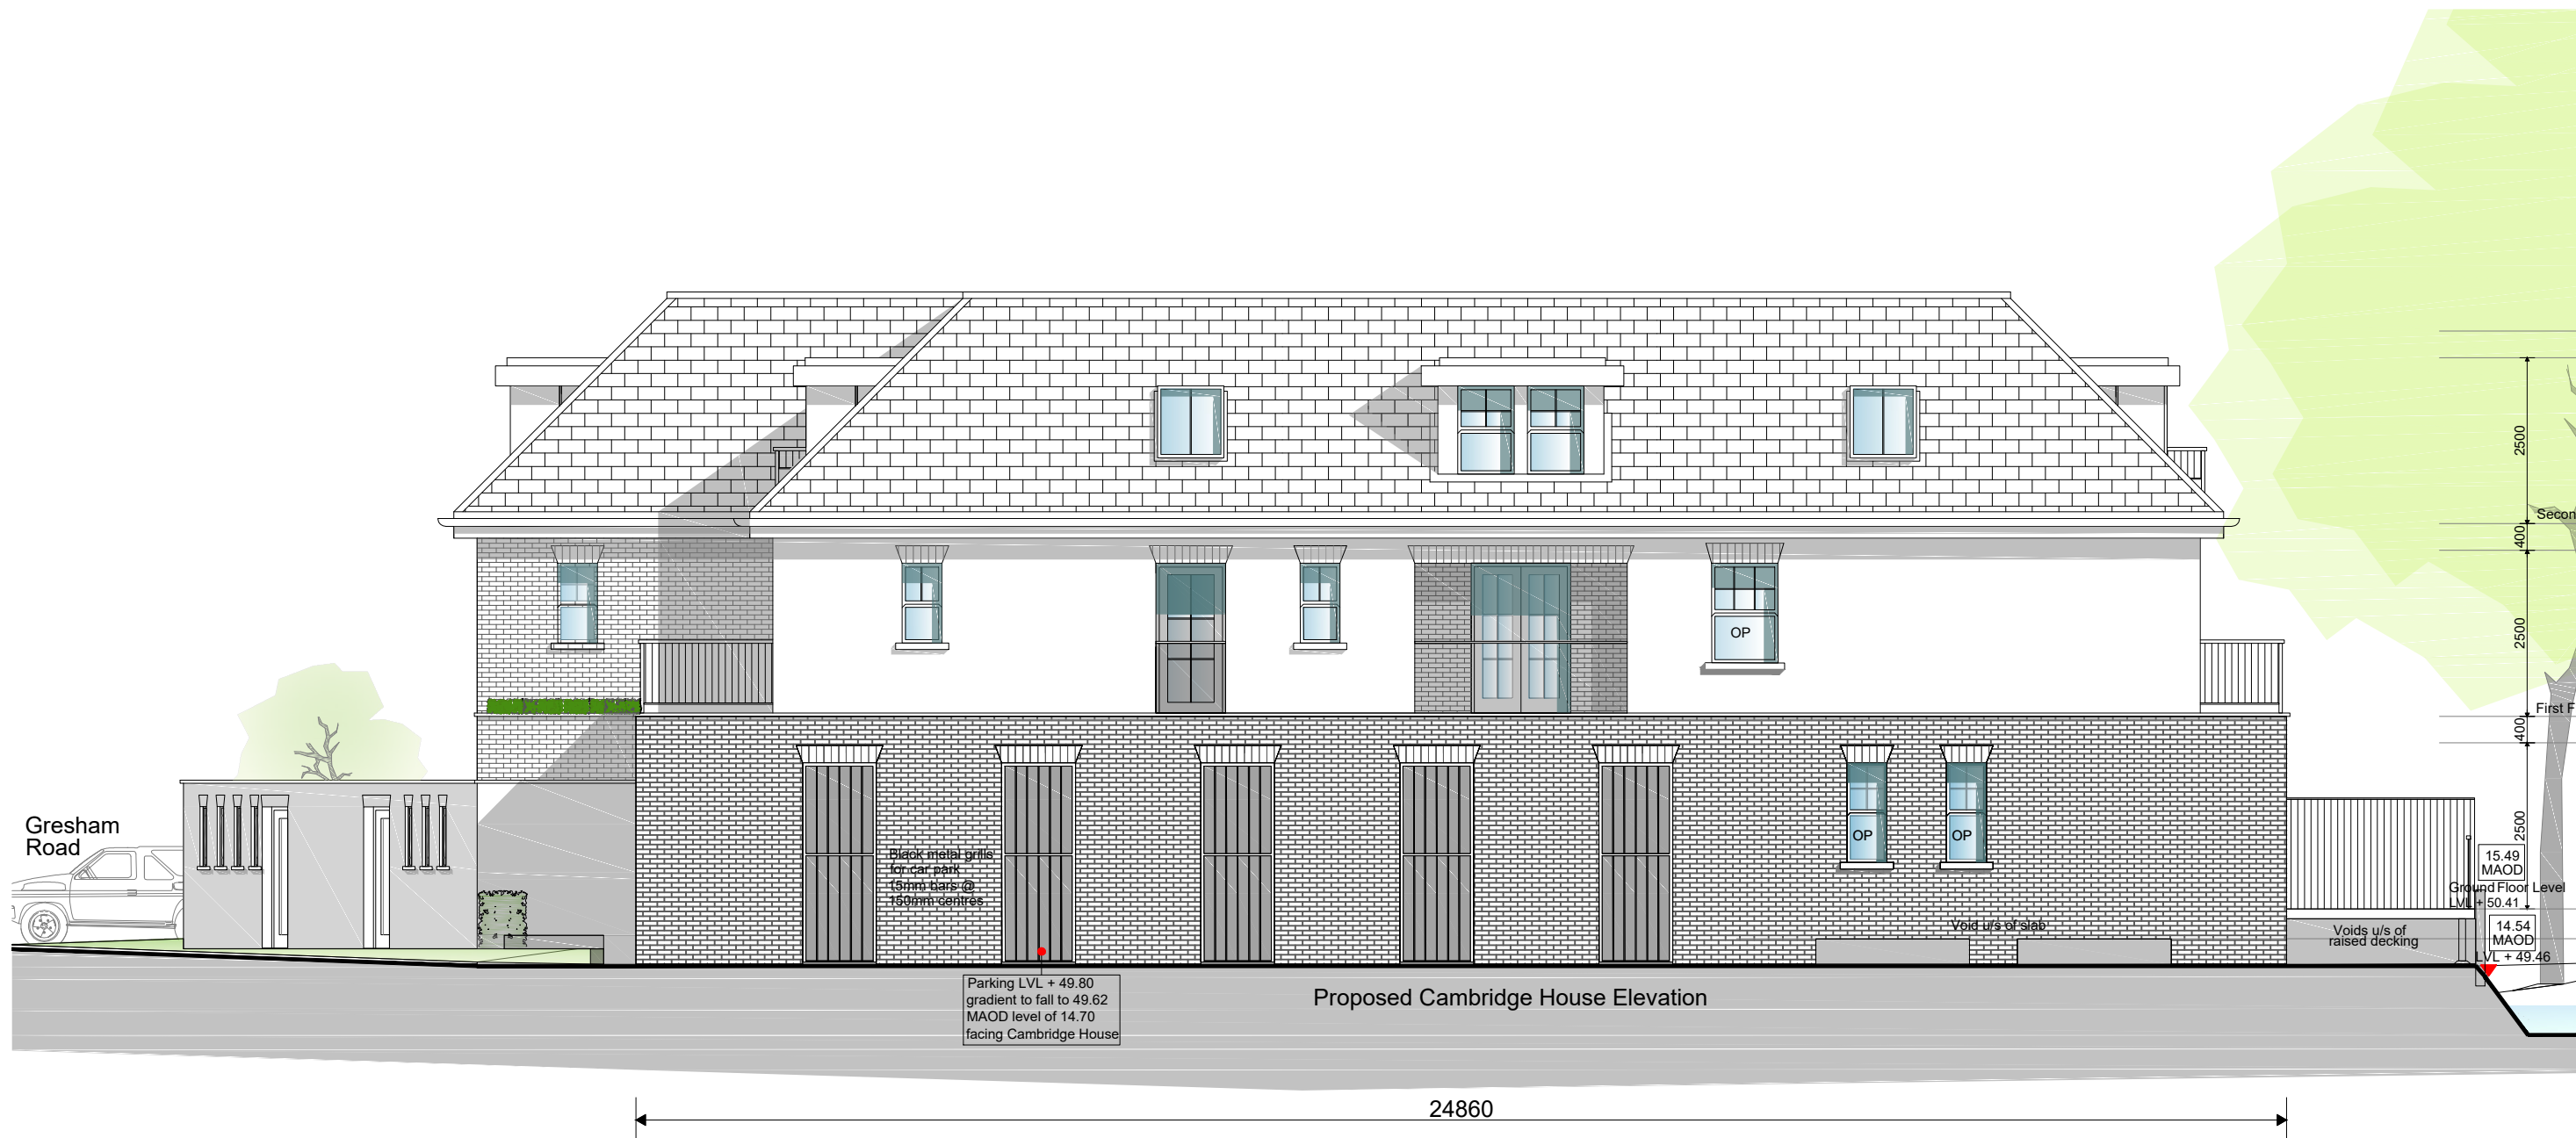 2500
Secon
400
OP
2500
First F
400
Gresham
Road
2500
OP
OP
Black metal grills
for car park
15mm bars @
150mm centres
15.49
MAOD
Ground Floor Level
LVL + 50.41
Void u/s of slab
Voids u/s of
raised decking
14.54
MAOD
LVL + 49.46
Parking LVL + 49.80
gradient to fall to 49.62
MAOD level of 14.70
facing Cambridge House
Proposed Cambridge House Elevation
24860